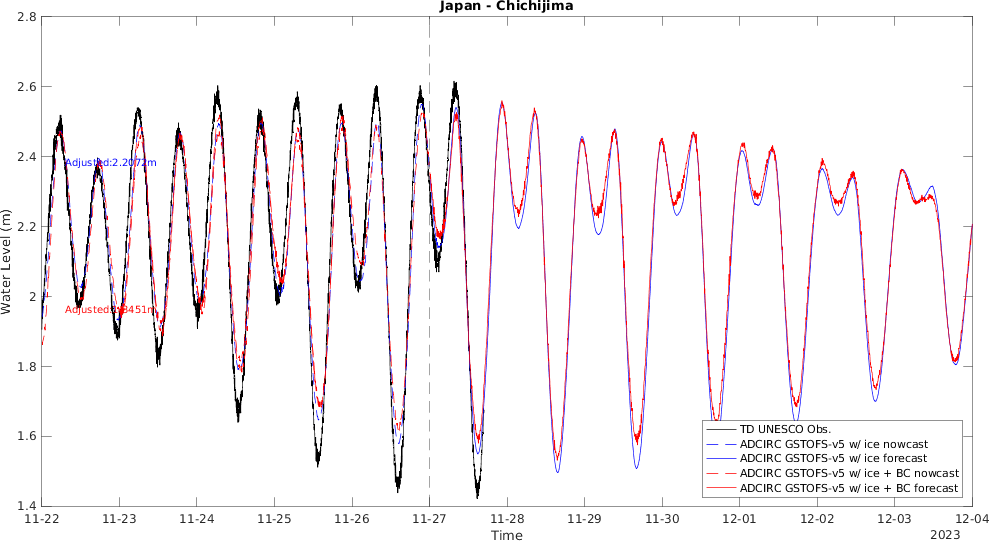 Japan - Chichijima
Water Level (m)
2.8
2.6
2.4
2.2
2
1.8
1.6
1.4
Adjusted:2.2072m
TD UNESCO Obs.
ADCIRC GSTOFS-v5 w/ ice nowcast
ADCIRC GSTOFS-v5 w/ ice forecast
ADCIRC GSTOFS-v5 w/ ice + BC nowcast
ADCIRC GSTOFS-v5 w/ ice + BC forecast
11-22 11-23 11-24 11-25 11-26 11-27 11-28 11-29 11-30 12-01 12-02 12-03 12-04
Time
2023